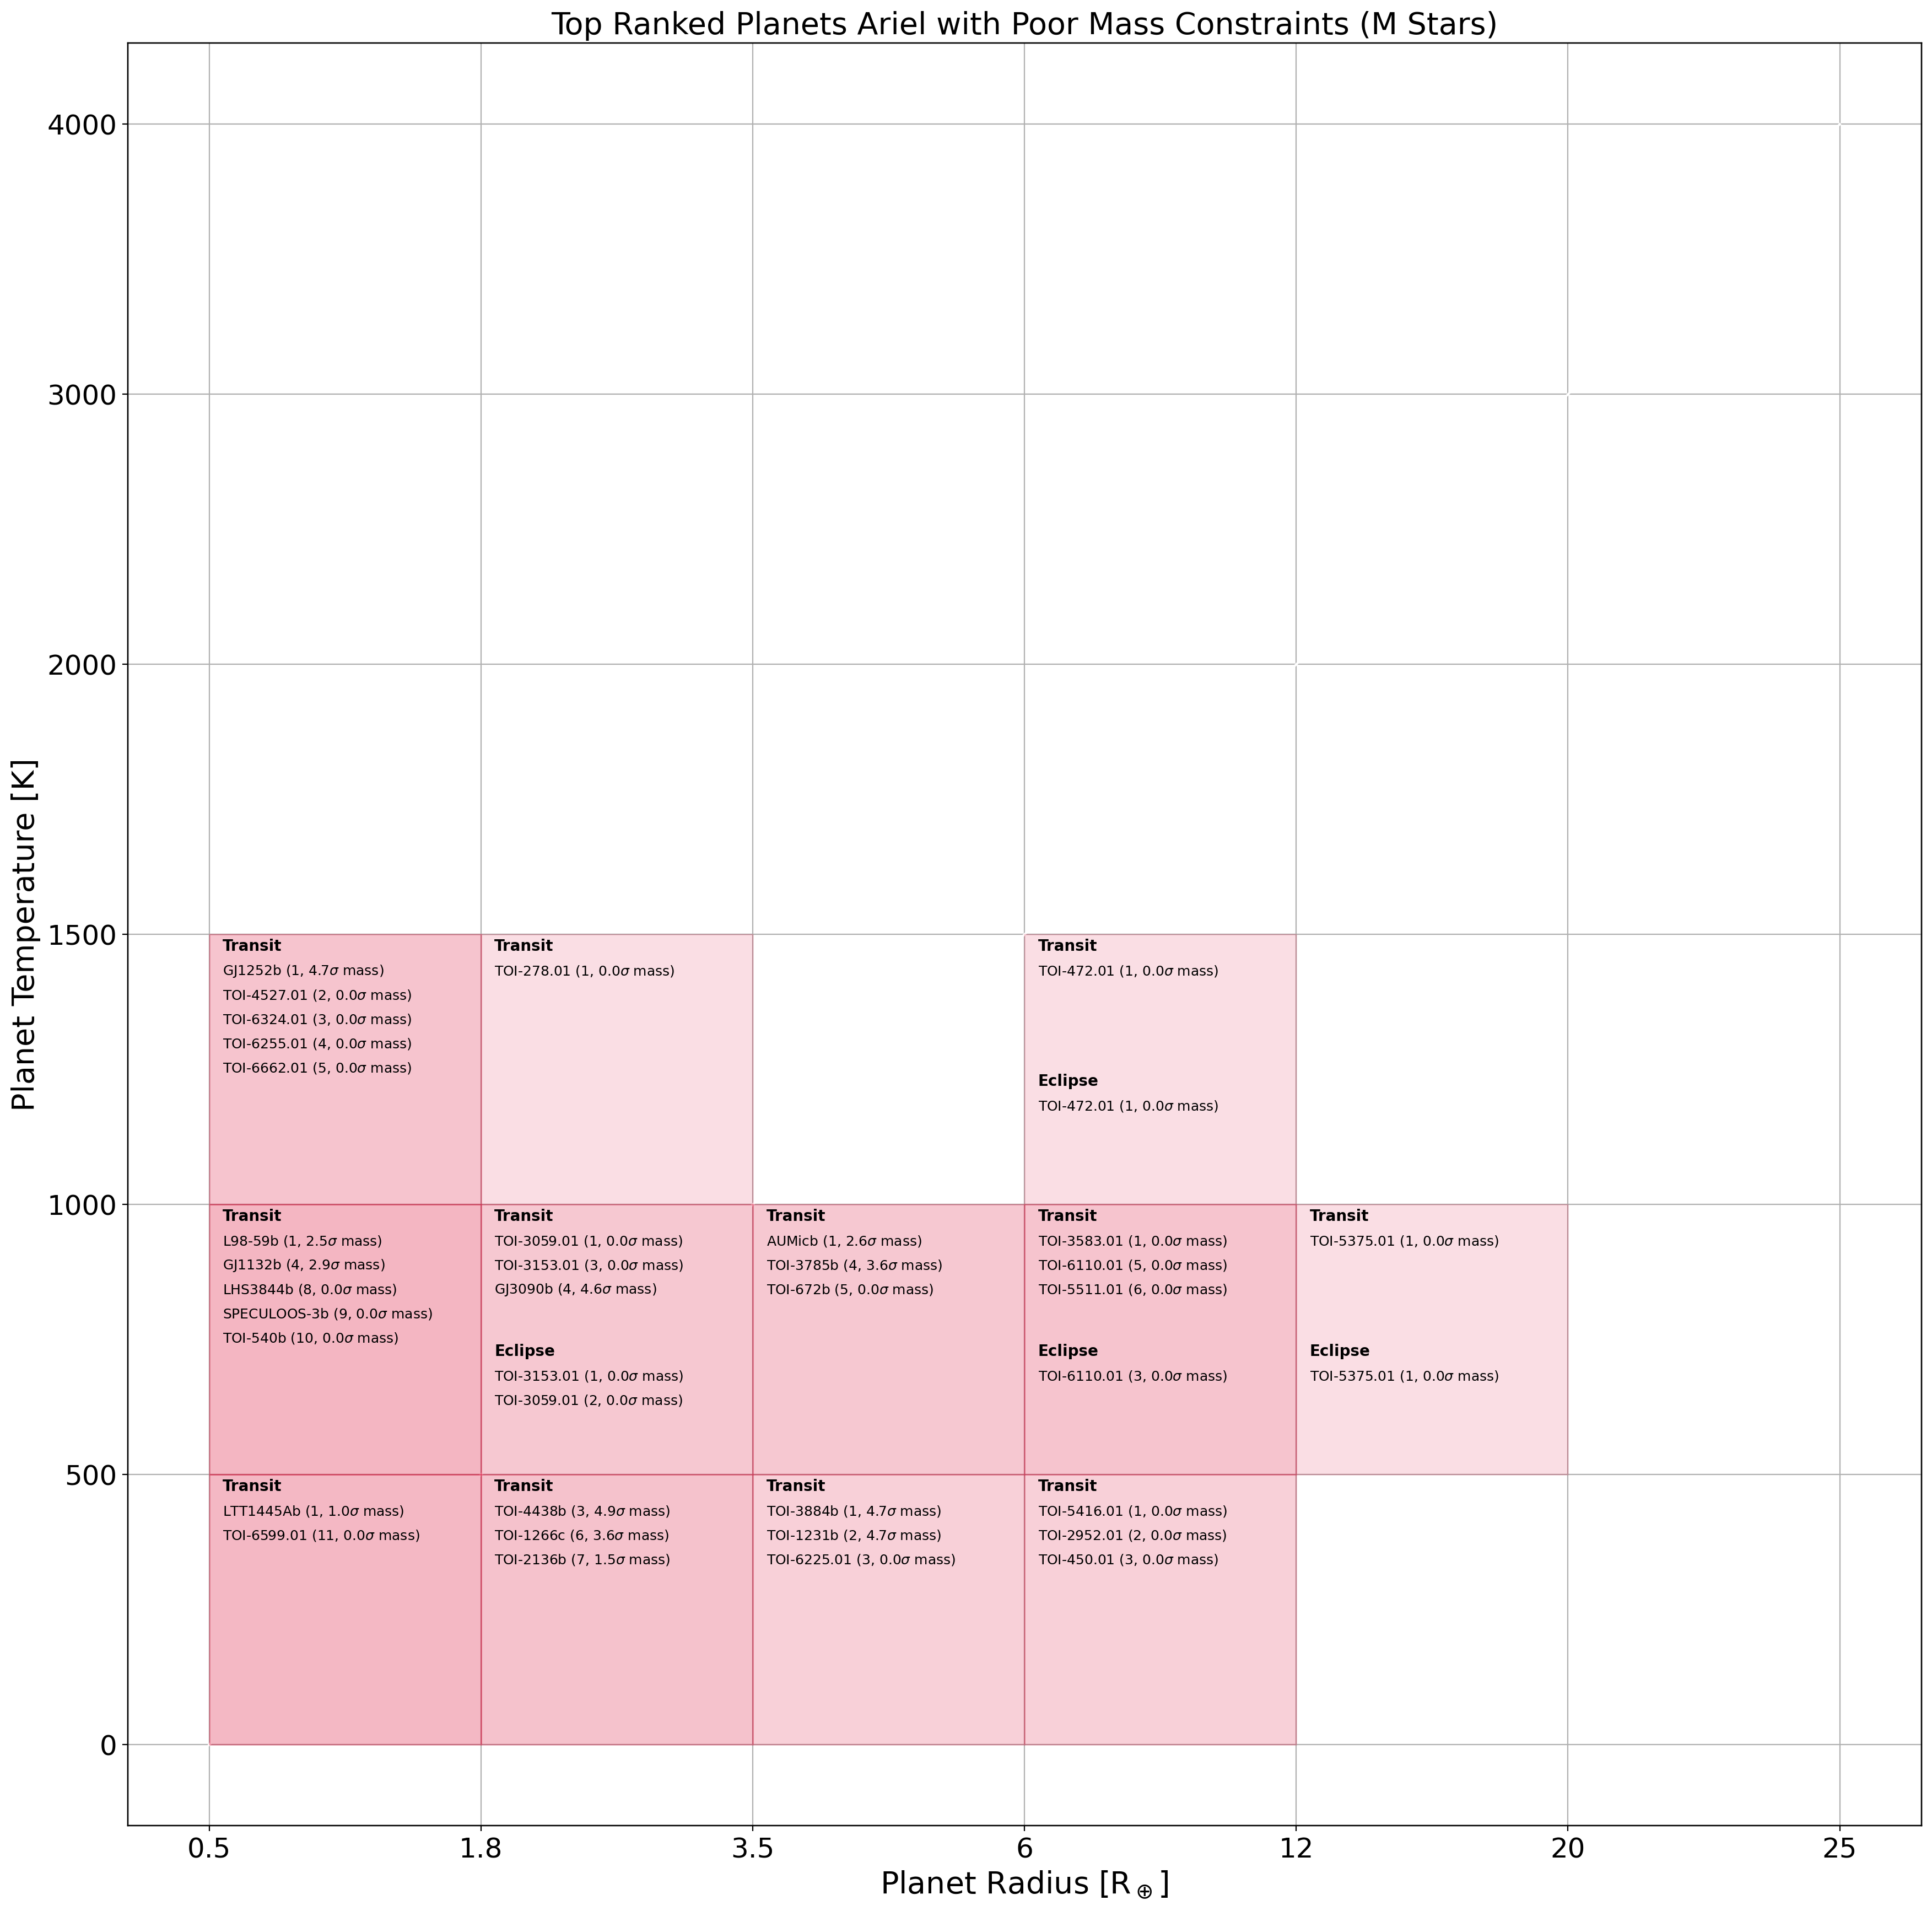 Top Ranked Planets Ariel with Poor Mass Constraints (M Stars)
Planet Temperature [K]
4000
3000
2000
1500
1000
500
0
Transit
GJ1252b (1, 4.7σ mass)
TOI-4527.01 (2, 0.0σ mass)
TOI-6324.01 (3, 0.0σ mass)
TOI-6255.01 (4, 0.0σ mass)
TOI-6662.01 (5, 0.0σ mass)
Transit
TOI-278.01 (1, 0.0σ mass)
Transit
TOI-472.01 (1, 0.0σ mass)
Eclipse
TOI-472.01 (1, 0.0σ mass)
Transit
L98-59b (1, 2.5σ mass)
GJ1132b (4, 2.9σ mass)
LHS3844b (8, 0.0σ mass)
SPECULOOS-3b (9, 0.0σ mass)
TOI-540b (10, 0.0σ mass)
Transit
TOI-3059.01 (1, 0.0σ mass)
TOI-3153.01 (3, 0.0σ mass)
GJ3090b (4, 4.6σ mass)
Eclipse
TOI-3153.01 (1, 0.0σ mass)
TOI-3059.01 (2, 0.0σ mass)
Transit
AUMicb (1, 2.6σ mass)
TOI-3785b (4, 3.6σ mass)
TOI-672b (5, 0.0σ mass)
Transit
TOI-3583.01 (1, 0.0σ mass)
TOI-6110.01 (5, 0.0σ mass)
TOI-5511.01 (6, 0.0σ mass)
Eclipse
TOI-6110.01 (3, 0.0σ mass)
Transit
TOI-5375.01 (1, 0.0σ mass)
Eclipse
TOI-5375.01 (1, 0.0σ mass)
Transit
LTT1445Ab (1, 1.0σ mass)
TOI-6599.01 (11, 0.0σ mass)
Transit
TOI-4438b (3, 4.9σ mass)
TOI-1266c (6, 3.6σ mass)
TOI-2136b (7, 1.5σ mass)
Transit
TOI-3884b (1, 4.7σ mass)
TOI-1231b (2, 4.7σ mass)
TOI-6225.01 (3, 0.0σ mass)
Transit
TOI-5416.01 (1, 0.0σ mass)
TOI-2952.01 (2, 0.0σ mass)
TOI-450.01 (3, 0.0σ mass)
0.5 1.8 3.5 6 12 20 25
Planet Radius [R⊕]